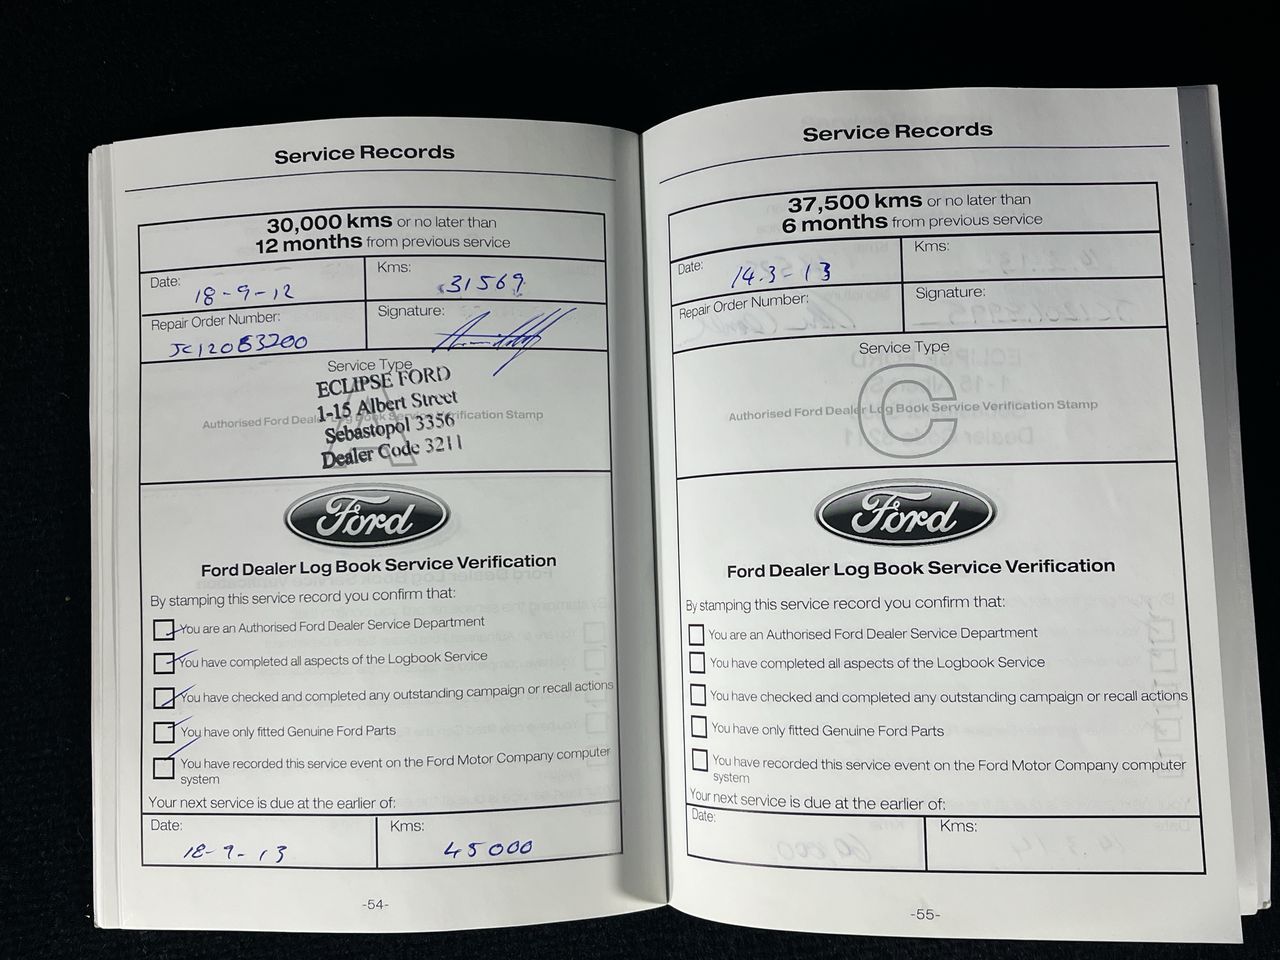 Service Records
30,000 kms or no later than
12 months from previous service
Date:
18-9-12
Kms:
31569
Repair Order Number:
JC12083200
Signature:
Service Type
A
Authorised Ford Dealer Log Book Service Verification Stamp
ECLIPSE FORD
1-15 Albert Street
Sebastopol 3356
Dealer Code 3211
Ford
Ford Dealer Log Book Service Verification
By stamping this service record you confirm that:
You are an Authorised Ford Dealer Service Department
You have completed all aspects of the Logbook Service
You have checked and completed any outstanding campaign or recall actions
You have only fitted Genuine Ford Parts
You have recorded this service event on the Ford Motor Company computer
system
Your next service is due at the earlier of:
Date:
18-9-13
Kms:
45000
-54-
Service Records
37,500 kms or no later than
6 months from previous service
Date:
14.3-13
Kms:
Repair Order Number:
Signature:
Service Type
C
Authorised Ford Dealer Log Book Service Verification Stamp
Ford
Ford Dealer Log Book Service Verification
By stamping this service record you confirm that:
You are an Authorised Ford Dealer Service Department
You have completed all aspects of the Logbook Service
You have checked and completed any outstanding campaign or recall actions
You have only fitted Genuine Ford Parts
You have recorded this service event on the Ford Motor Company computer
system
Your next service is due at the earlier of:
Date:
Kms:
-55-